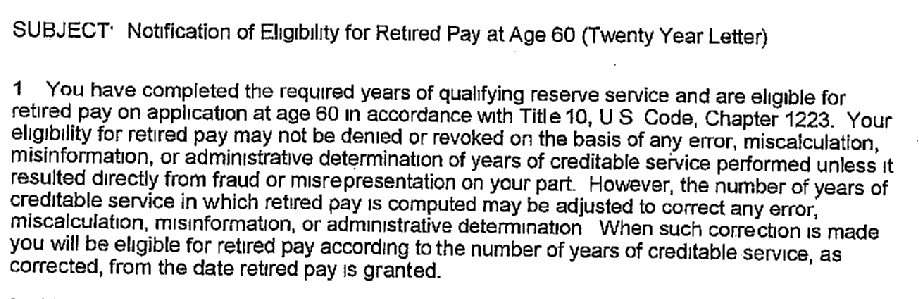 SUBJECT: Notification of Eligibility for Retired Pay at Age 60 (Twenty Year Letter)
1 You have completed the required years of qualifying reserve service and are eligible for
retired pay on application at age 60 in accordance with Title 10, U S Code, Chapter 1223. Your
eligibility for retired pay may not be denied or revoked on the basis of any error, miscalculation,
misinformation, or administrative determination of years of creditable service performed unless it
resulted directly from fraud or misrepresentation on your part. However, the number of years of
creditable service in which retired pay is computed may be adjusted to correct any error,
miscalculation, misinformation, or administrative determination When such correction is made
you will be eligible for retired pay according to the number of years of creditable service, as
corrected, from the date retired pay is granted.